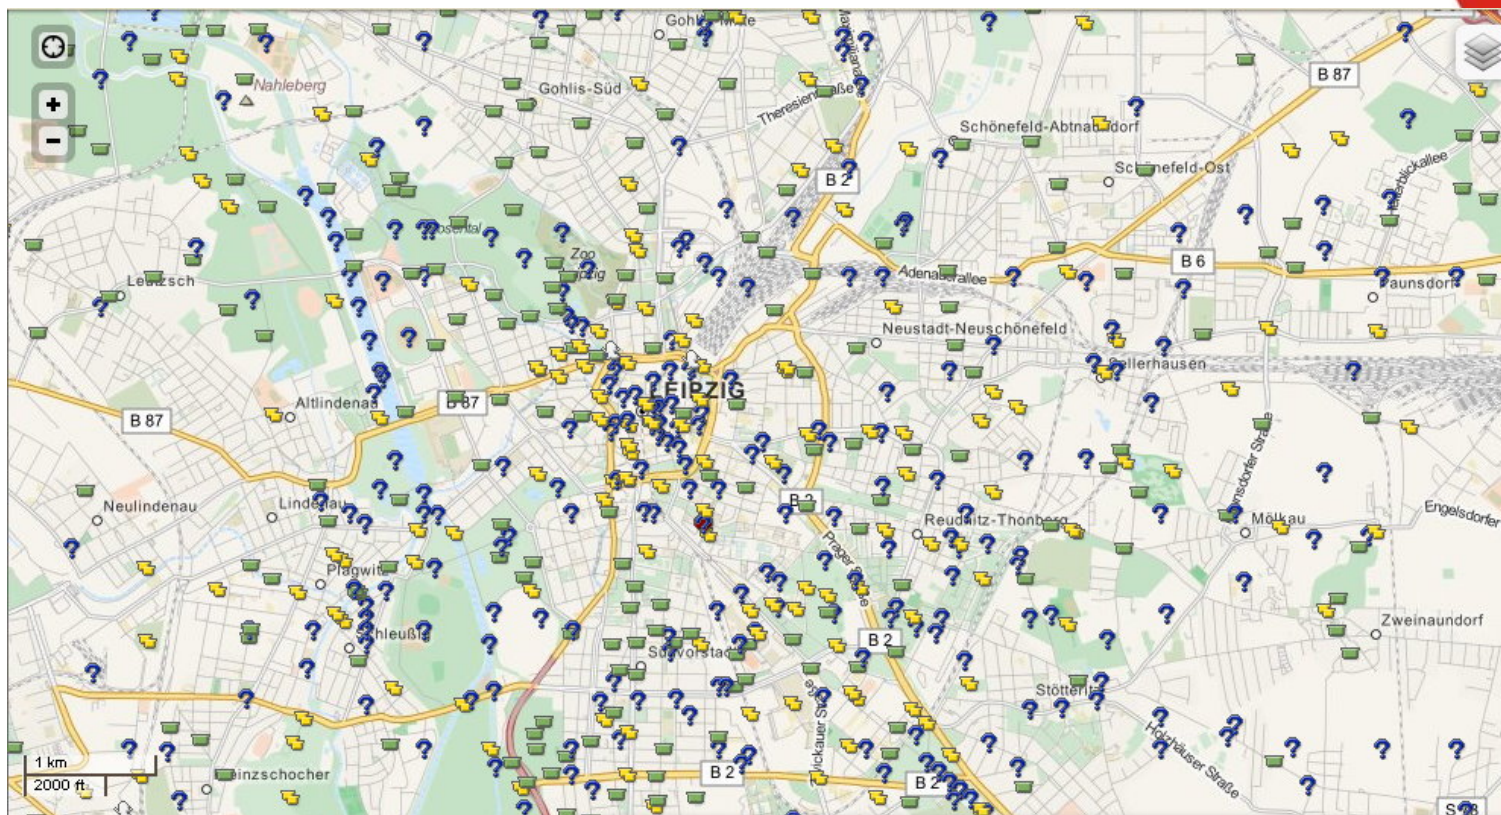 Gohlis-Mitte
B 87
Nahleberg
Gohlis-Süd
Theresienstraße
Schönefeld-Abtnaundorf
B 2
Schönefeld-Ost
Rosental
Zoo
Leipzig
B 6
Leutzsch
Adenauerallee
Paunsdorf
Neustadt-Neuschönefeld
Sellerhausen
LEIPZIG
Altlindenau
B 87
B 87
Neulindenau
Lindenau
B 2
Reudnitz-Thonberg
Mölkau
Engelsdorfer
Prager Straße
Plagwitz
Schleußig
Zweinaundorf
B 2
Südvorstadt
Stötteritz
Holzhäuser Straße
1 km
2000 ft
B 2
B 2